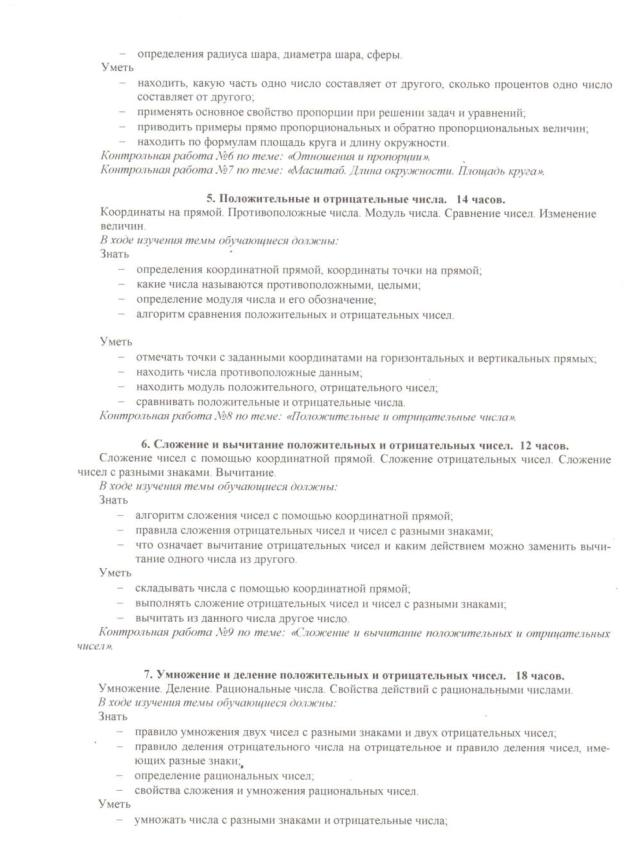 – определения радиуса шара, диаметра шара, сферы.
Уметь
– находить, какую часть одно число составляет от другого, сколько процентов одно число
составляет от другого;
– применять основное свойство пропорции при решении задач и уравнений;
– приводить примеры прямо пропорциональных и обратно пропорциональных величин;
– находить по формулам площадь круга и длину окружности.
Контрольная работа №6 по теме: «Отношения и пропорции».
Контрольная работа №7 по теме: «Масштаб. Длина окружности. Площадь круга».
5. Положительные и отрицательные числа. 14 часов.
Координаты на прямой. Противоположные числа. Модуль числа. Сравнение чисел. Изменение
величин.
В ходе изучения темы обучающиеся должны:
Знать
– определения координатной прямой, координаты точки на прямой;
– какие числа называются противоположными, целыми;
– определение модуля числа и его обозначение;
– алгоритм сравнения положительных и отрицательных чисел.
Уметь
– отмечать точки с заданными координатами на горизонтальных и вертикальных прямых;
– находить числа противоположные данным;
– находить модуль положительного, отрицательного чисел;
– сравнивать положительные и отрицательные числа.
Контрольная работа №8 по теме: «Положительные и отрицательные числа».
6. Сложение и вычитание положительных и отрицательных чисел. 12 часов.
Сложение чисел с помощью координатной прямой. Сложение отрицательных чисел. Сложение
чисел с разными знаками. Вычитание.
В ходе изучения темы обучающиеся должны:
Знать
– алгоритм сложения чисел с помощью координатной прямой;
– правила сложения отрицательных чисел и чисел с разными знаками;
– что означает вычитание отрицательных чисел и каким действием можно заменить вычи-
тание одного числа из другого.
Уметь
– складывать числа с помощью координатной прямой;
– выполнять сложение отрицательных чисел и чисел с разными знаками;
– вычитать из данного числа другое число.
Контрольная работа №9 по теме: «Сложение и вычитание положительных и отрицательных
чисел».
7. Умножение и деление положительных и отрицательных чисел. 18 часов.
Умножение. Деление. Рациональные числа. Свойства действий с рациональными числами.
В ходе изучения темы обучающиеся должны:
Знать
– правило умножения двух чисел с разными знаками и двух отрицательных чисел;
– правило деления отрицательного числа на отрицательное и правило деления чисел, име-
ющих разные знаки;
– определение рациональных чисел;
– свойства сложения и умножения рациональных чисел.
Уметь
– умножать числа с разными знаками и отрицательные числа;